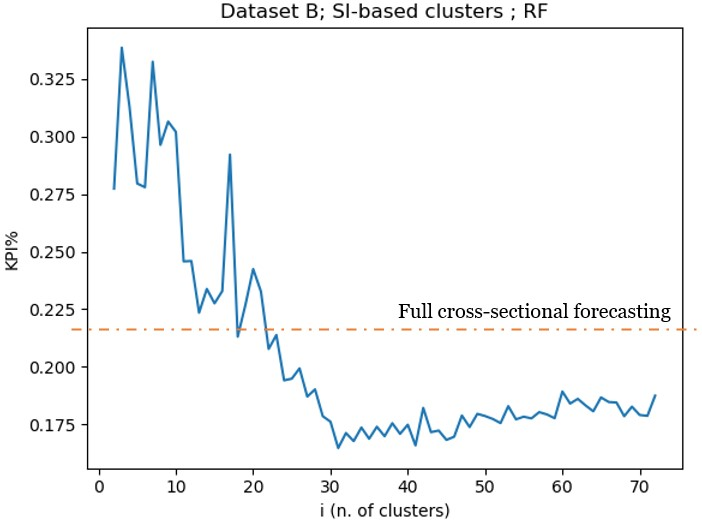 Dataset B; SI-based clusters ; RF
KPI%
0.325
0.300
0.275
0.250
0.225
0.200
0.175
Full cross-sectional forecasting
0 10 20 30 40 50 60 70
i (n. of clusters)